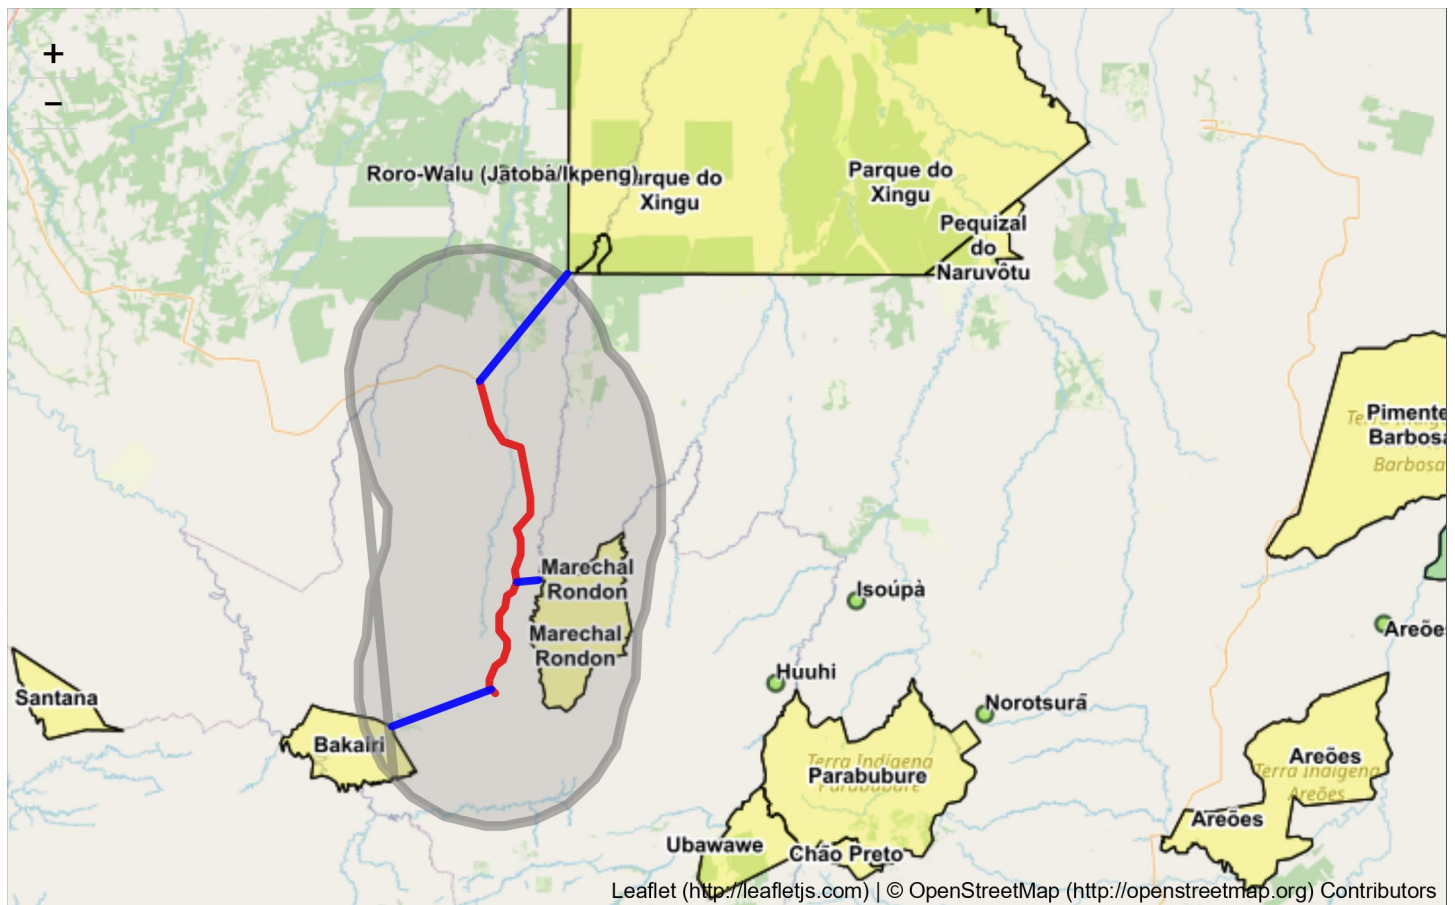 +
−
Roro-Walu (Jatobá/Ikpeng)
arque do
Xingu
Parque do
Xingu
Pequizal
do
Naruvôtu
Pimente
Barbosa
Barbosa
Marechal
Rondon
Marechal
Rondon
Isoúpà
Areões
Huuhi
Santana
Norotsurã
Bakairi
Terra Indígena
Parabubure
Parabubure
Areões
Terra Indígena
Areões
Areões
Ubawawe
Chão Preto
Leaflet (http://leafletjs.com) | © OpenStreetMap (http://openstreetmap.org) Contributors